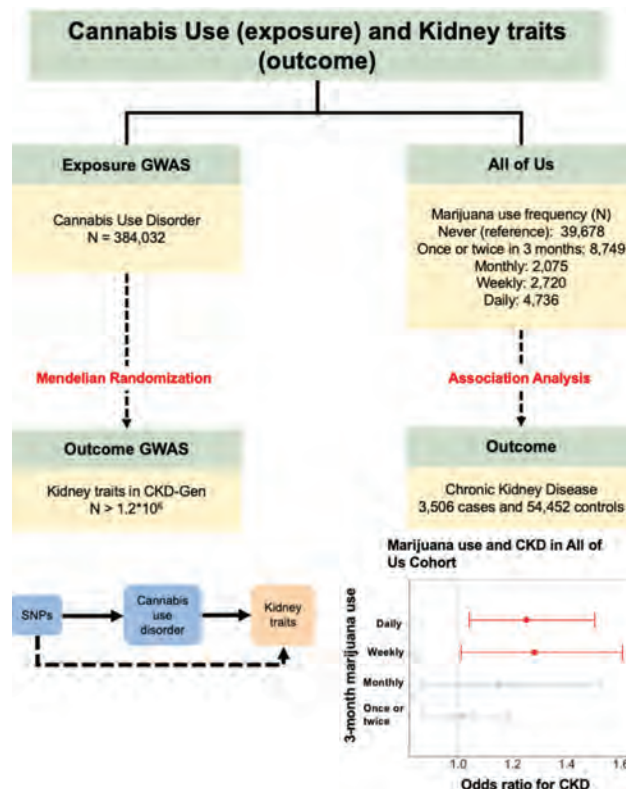 Cannabis Use (exposure) and Kidney traits
(outcome)
Exposure GWAS
Cannabis Use Disorder
N = 384,032
Mendelian Randomization
Outcome GWAS
Kidney traits in CKD-Gen
N > 1.2*10⁶
SNPs
Cannabis
use
disorder
Kidney
traits
All of Us
Marijuana use frequency (N)
Never (reference): 39,678
Once or twice in 3 months: 8,749
Monthly: 2,075
Weekly: 2,720
Daily: 4,736
Association Analysis
Outcome
Chronic Kidney Disease
3,506 cases and 54,452 controls
Marijuana use and CKD in All of
Us Cohort
3-month marijuana use
Daily
Weekly
Monthly
Once or
twice
1.0 1.2 1.4 1.6
Odds ratio for CKD